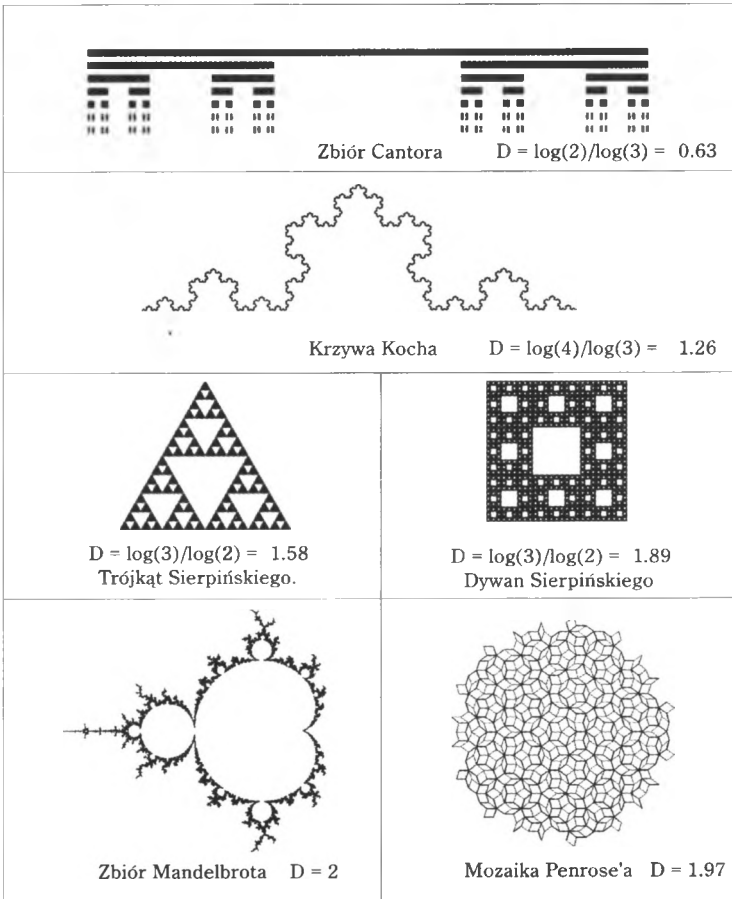 Zbiór Cantora D = log(2)/log(3) = 0.63
Krzywa Kocha D = log(4)/log(3) = 1.26
D = log(3)/log(2) = 1.58
Trójkąt Sierpińskiego.
D = log(3)/log(2) = 1.89
Dywan Sierpińskiego
Zbiór Mandelbrota D = 2
Mozaika Penrose'a D = 1.97